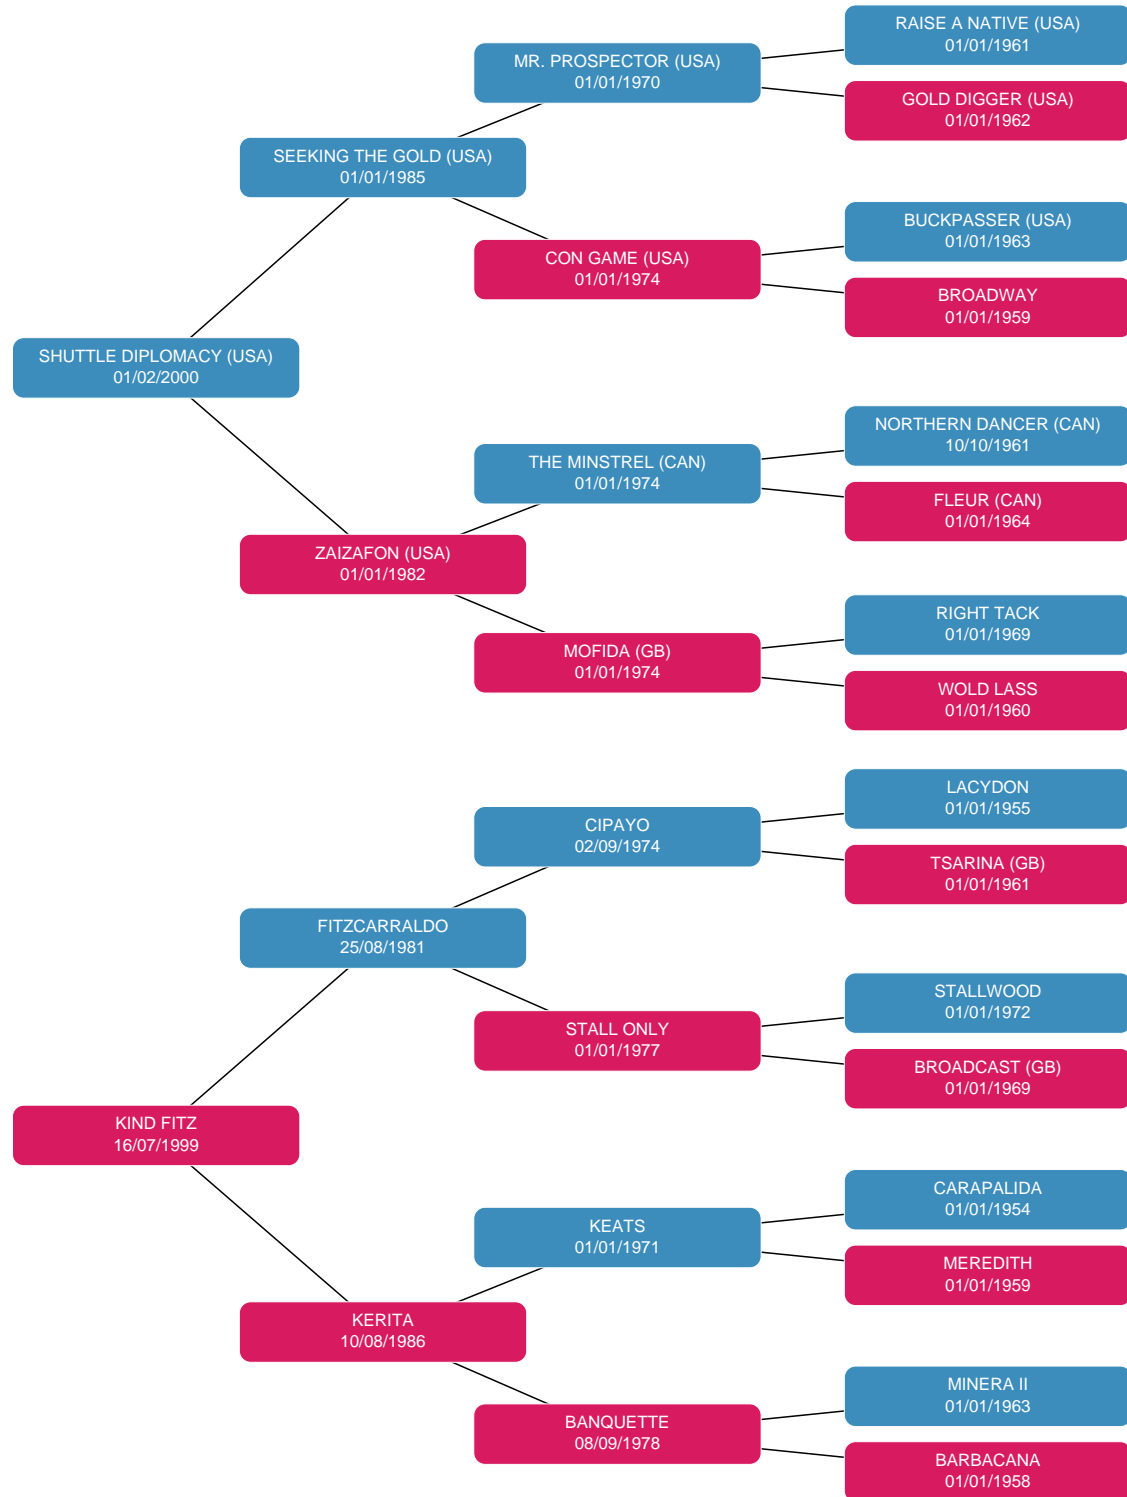 RAISE A NATIVE (USA)
01/01/1961
MR. PROSPECTOR (USA)
01/01/1970
GOLD DIGGER (USA)
01/01/1962
SEEKING THE GOLD (USA)
01/01/1985
BUCKPASSER (USA)
01/01/1963
CON GAME (USA)
01/01/1974
BROADWAY
01/01/1959
SHUTTLE DIPLOMACY (USA)
01/02/2000
NORTHERN DANCER (CAN)
10/10/1961
THE MINSTREL (CAN)
01/01/1974
FLEUR (CAN)
01/01/1964
ZAIZAFON (USA)
01/01/1982
RIGHT TACK
01/01/1969
MOFIDA (GB)
01/01/1974
WOLD LASS
01/01/1960
LACYDON
01/01/1955
CIPAYO
02/09/1974
TSARINA (GB)
01/01/1961
FITZCARRALDO
25/08/1981
STALLWOOD
01/01/1972
STALL ONLY
01/01/1977
BROADCAST (GB)
01/01/1969
KIND FITZ
16/07/1999
CARAPALIDA
01/01/1954
KEATS
01/01/1971
MEREDITH
01/01/1959
KERITA
10/08/1986
MINERA II
01/01/1963
BANQUETTE
08/09/1978
BARBACANA
01/01/1958